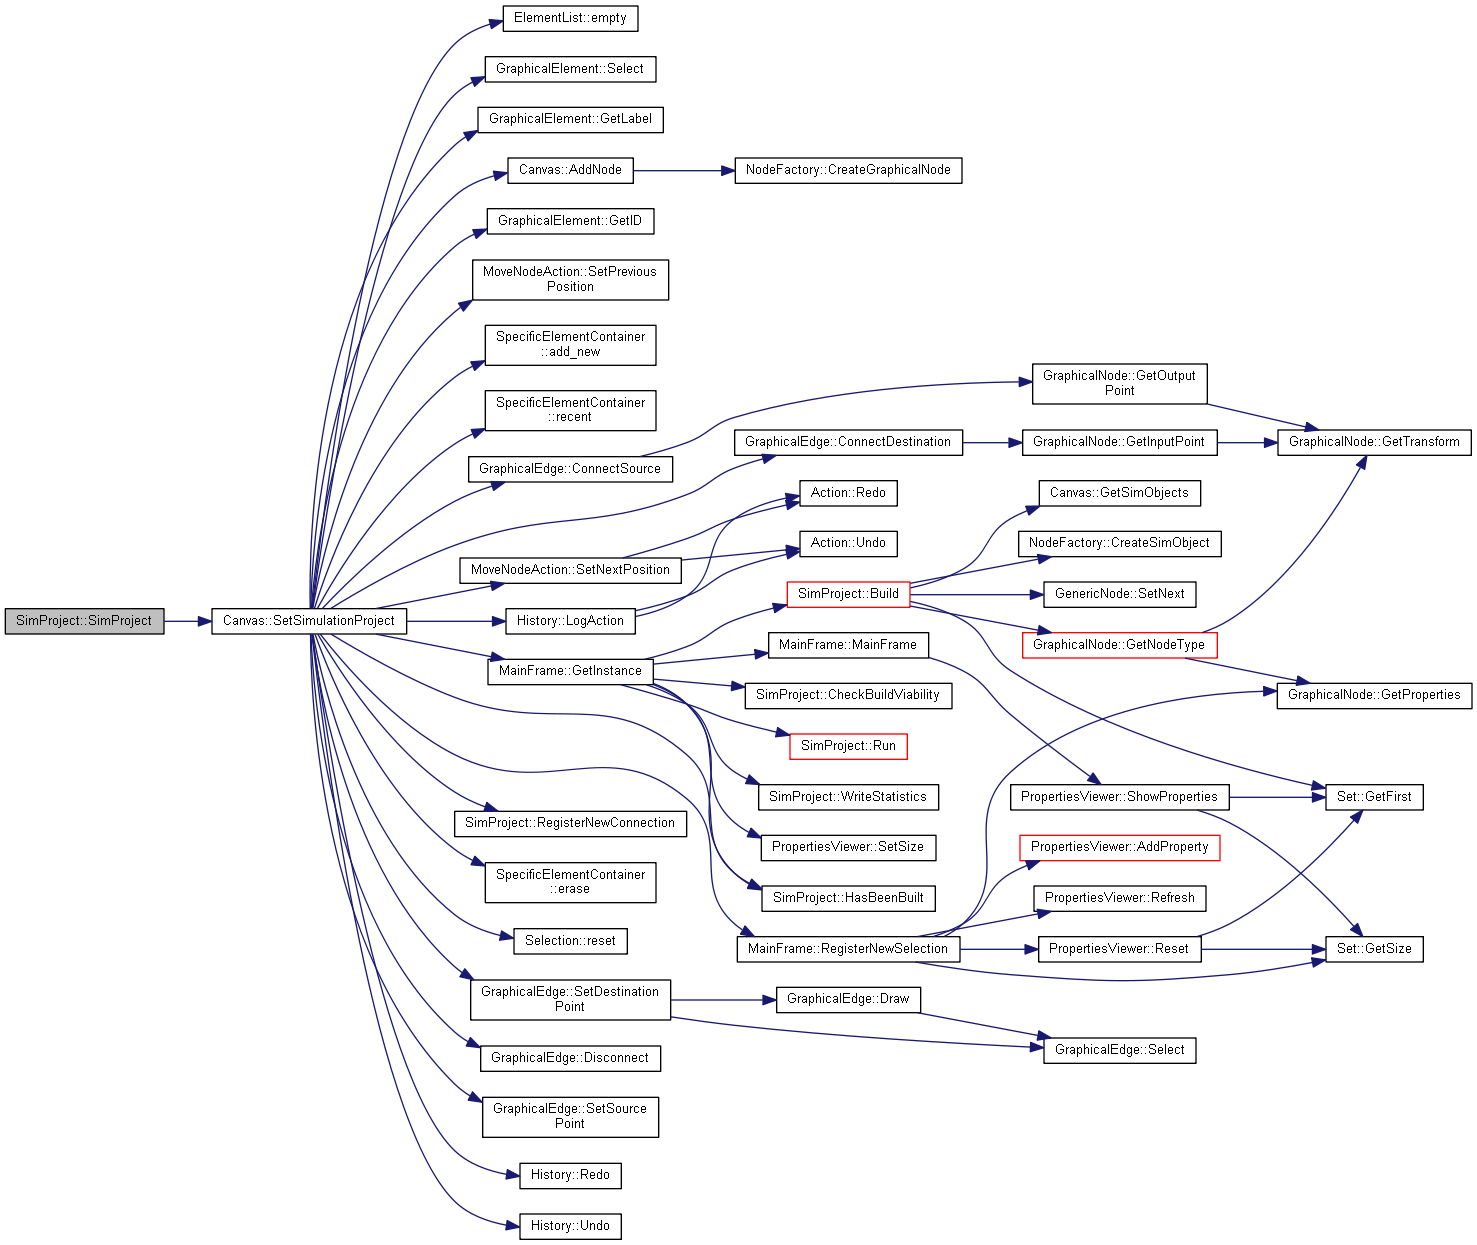 ElementList::empty
GraphicalElement::Select
GraphicalElement::GetLabel
Canvas::AddNode
NodeFactory::CreateGraphicalNode
GraphicalElement::GetID
MoveNodeAction::SetPrevious
Position
SpecificElementContainer
::add_new
SpecificElementContainer
::recent
GraphicalNode::GetOutput
Point
GraphicalEdge::ConnectSource
GraphicalEdge::ConnectDestination
GraphicalNode::GetInputPoint
GraphicalNode::GetTransform
Action::Redo
Canvas::GetSimObjects
Action::Undo
NodeFactory::CreateSimObject
MoveNodeAction::SetNextPosition
SimProject::Build
GenericNode::SetNext
SimProject::SimProject
Canvas::SetSimulationProject
History::LogAction
MainFrame::MainFrame
GraphicalNode::GetNodeType
MainFrame::GetInstance
SimProject::CheckBuildViability
GraphicalNode::GetProperties
SimProject::Run
SimProject::WriteStatistics
PropertiesViewer::ShowProperties
Set::GetFirst
SimProject::RegisterNewConnection
PropertiesViewer::SetSize
PropertiesViewer::AddProperty
SpecificElementContainer
::erase
SimProject::HasBeenBuilt
PropertiesViewer::Refresh
Selection::reset
MainFrame::RegisterNewSelection
PropertiesViewer::Reset
Set::GetSize
GraphicalEdge::SetDestination
Point
GraphicalEdge::Draw
GraphicalEdge::Select
GraphicalEdge::Disconnect
GraphicalEdge::SetSource
Point
History::Redo
History::Undo